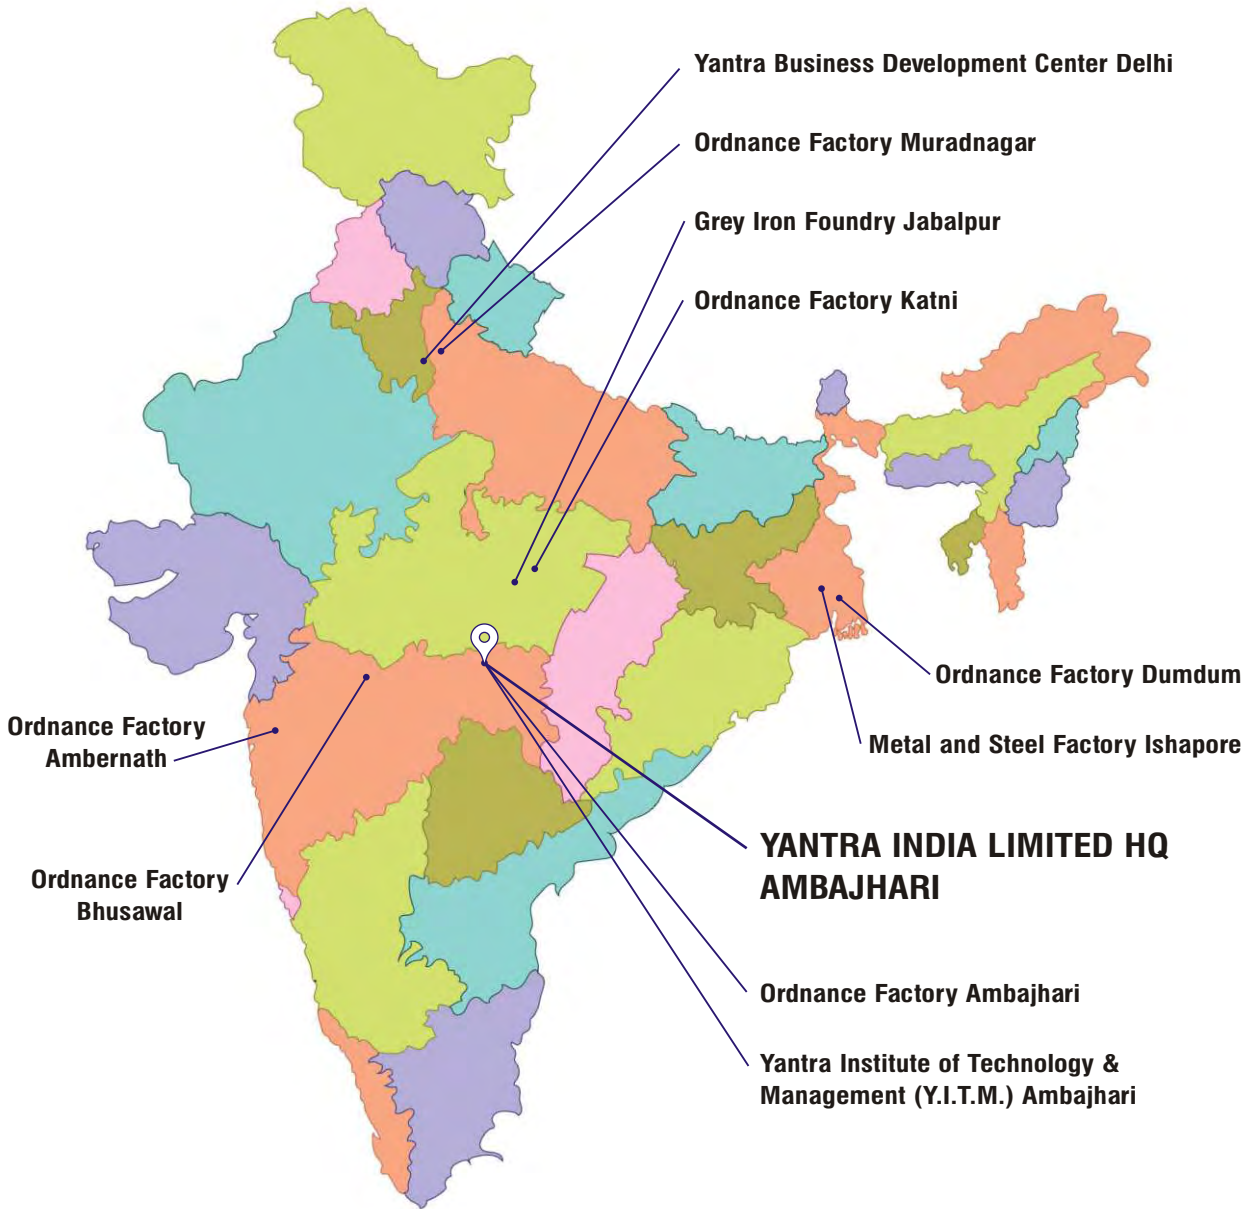 Yantra Business Development Center Delhi
Ordnance Factory Muradnagar
Grey Iron Foundry Jabalpur
Ordnance Factory Katni
Ordnance Factory Dumdum
Metal and Steel Factory Ishapore
Ordnance Factory
Ambernath
YANTRA INDIA LIMITED HQ
AMBAJHARI
Ordnance Factory
Bhusawal
Ordnance Factory Ambajhari
Yantra Institute of Technology &
Management (Y.I.T.M.) Ambajhari